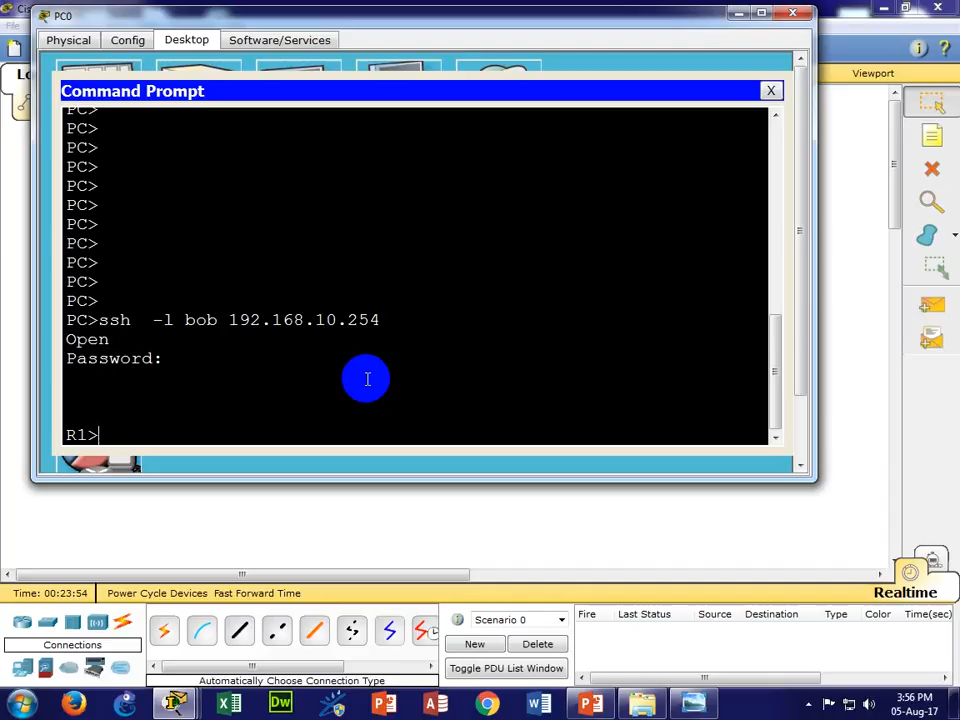 Ci
PC0
Physical
Config
Desktop
Software/Services
Fi
i
?
Lo
Viewport
Command Prompt
X
PC>
PC>
PC>
PC>
PC>
PC>
PC>
PC>
PC>
PC>
PC>
PC>ssh  -l bob 192.168.10.254
Open
Password:
R1>
Time: 00:23:54
Power Cycle Devices  Fast Forward Time
Realtime
Connections
Automatically Choose Connection Type
Scenario 0
New
Delete
Toggle PDU List Window
Fire
Last Status
Source
Destination
Type
Color
Time(sec)
3:56 PM
05-Aug-17